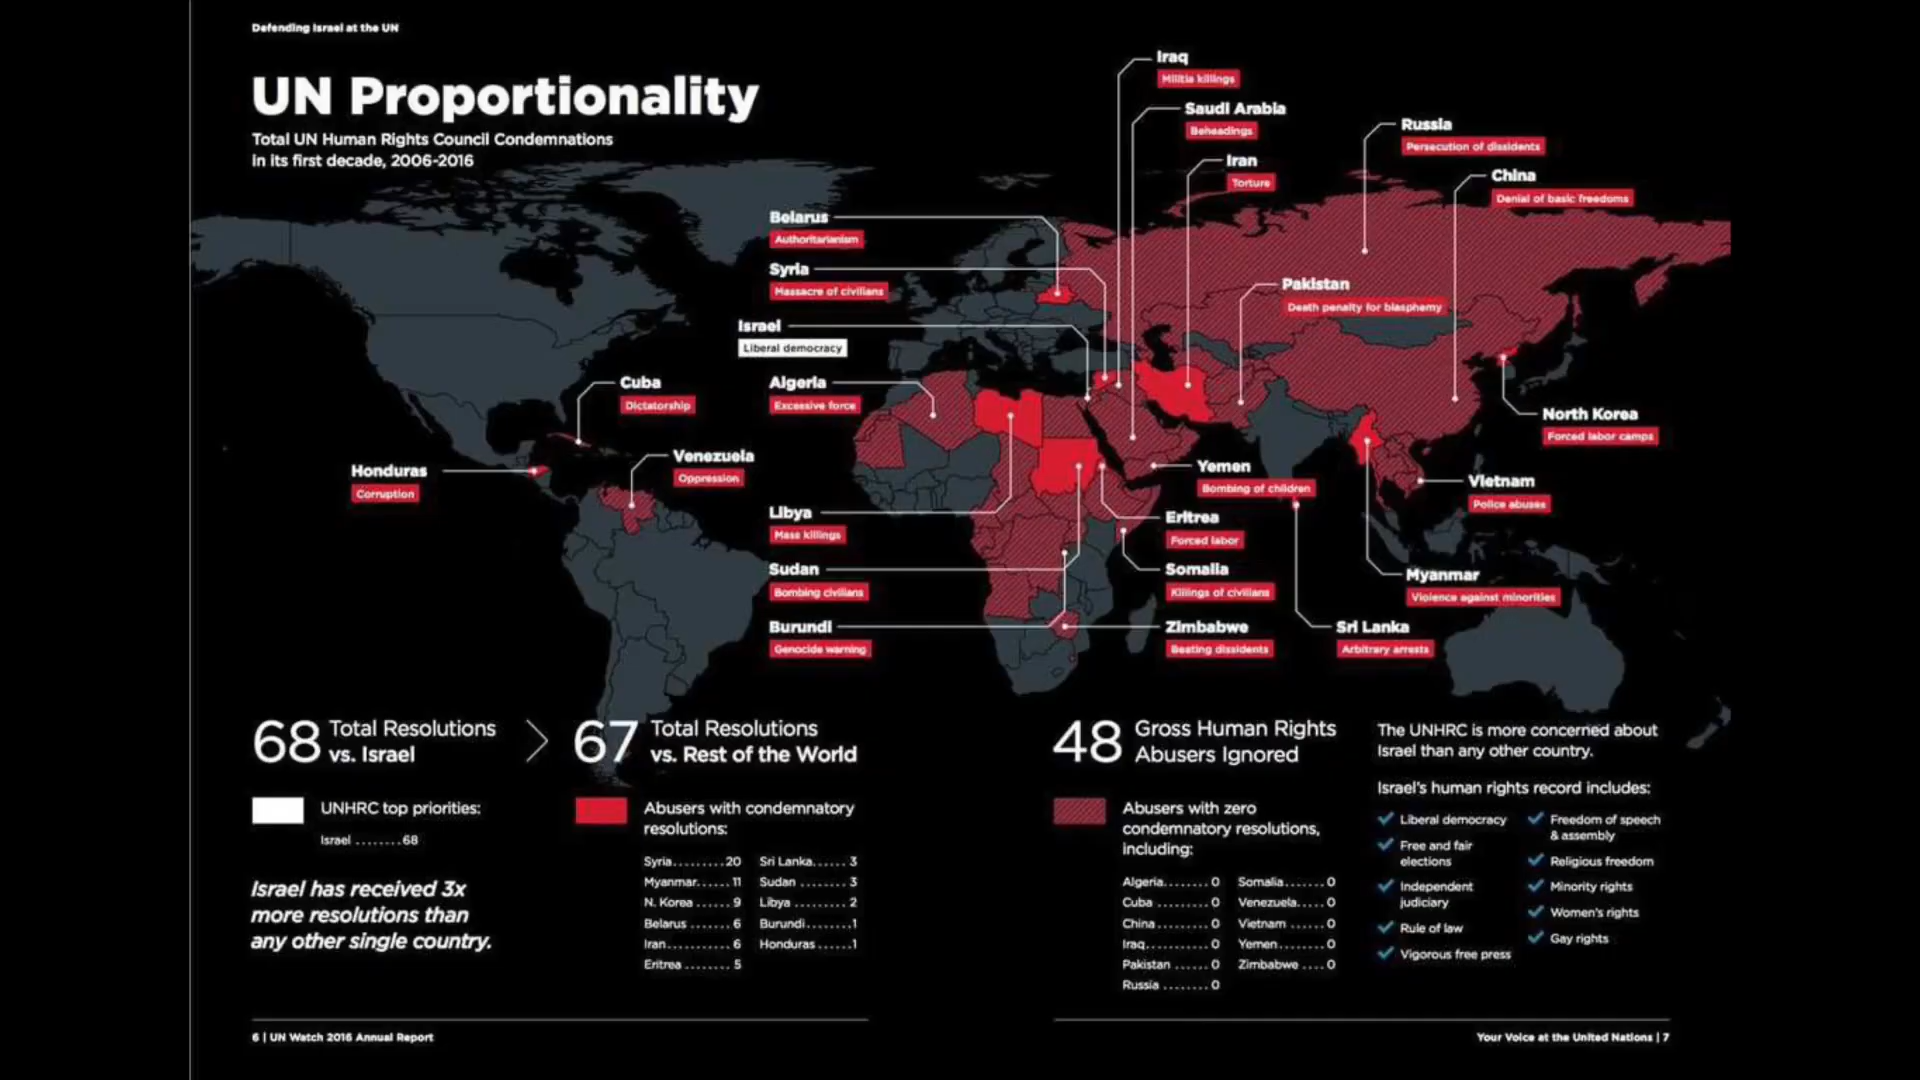 Defending Israel at the UN
UN Proportionality
Total UN Human Rights Council Condemnations
in its first decade, 2006-2016
Iraq
Militia killings
Saudi Arabia
Beheadings
Iran
Torture
Russia
Persecution of dissidents
China
Denial of basic freedoms
Belarus
Authoritarianism
Syria
Massacre of civilians
Israel
Liberal democracy
Pakistan
Death penalty for blasphemy
Cuba
Dictatorship
Algeria
Excessive force
North Korea
Forced labor camps
Honduras
Corruption
Venezuela
Oppression
Libya
Mass killings
Yemen
Bombing of children
Vietnam
Police abuses
Eritrea
Forced labor
Sudan
Bombing civilians
Somalia
Killings of civilians
Myanmar
Violence against minorities
Burundi
Genocide warning
Zimbabwe
Beating dissidents
Sri Lanka
Arbitrary arrests
68 Total Resolutions
vs. Israel
67 Total Resolutions
vs. Rest of the World
48 Gross Human Rights
Abusers Ignored
UNHRC top priorities:
Israel ........68
Israel has received 3x
more resolutions than
any other single country.
Abusers with condemnatory
resolutions:
Syria.........20
Myanmar......11
N. Korea ......9
Belarus .......6
Iran...........6
Eritrea ........5
Sri Lanka......3
Sudan ........3
Libya .........2
Burundi.......1
Honduras ......1
Abusers with zero
condemnatory resolutions,
including:
Algeria........0
Cuba .........0
China.........0
Iraq..........0
Pakistan ......0
Russia ........0
Somalia.......0
Venezuela.....0
Vietnam ......0
Yemen........0
Zimbabwe ....0
The UNHRC is more concerned about
Israel than any other country.
Israel's human rights record includes:
Liberal democracy
Free and fair
elections
Independent
judiciary
Rule of law
Vigorous free press
Freedom of speech
& assembly
Religious freedom
Minority rights
Women's rights
Gay rights
6 | UN Watch 2016 Annual Report
Your Voice at the United Nations | 7